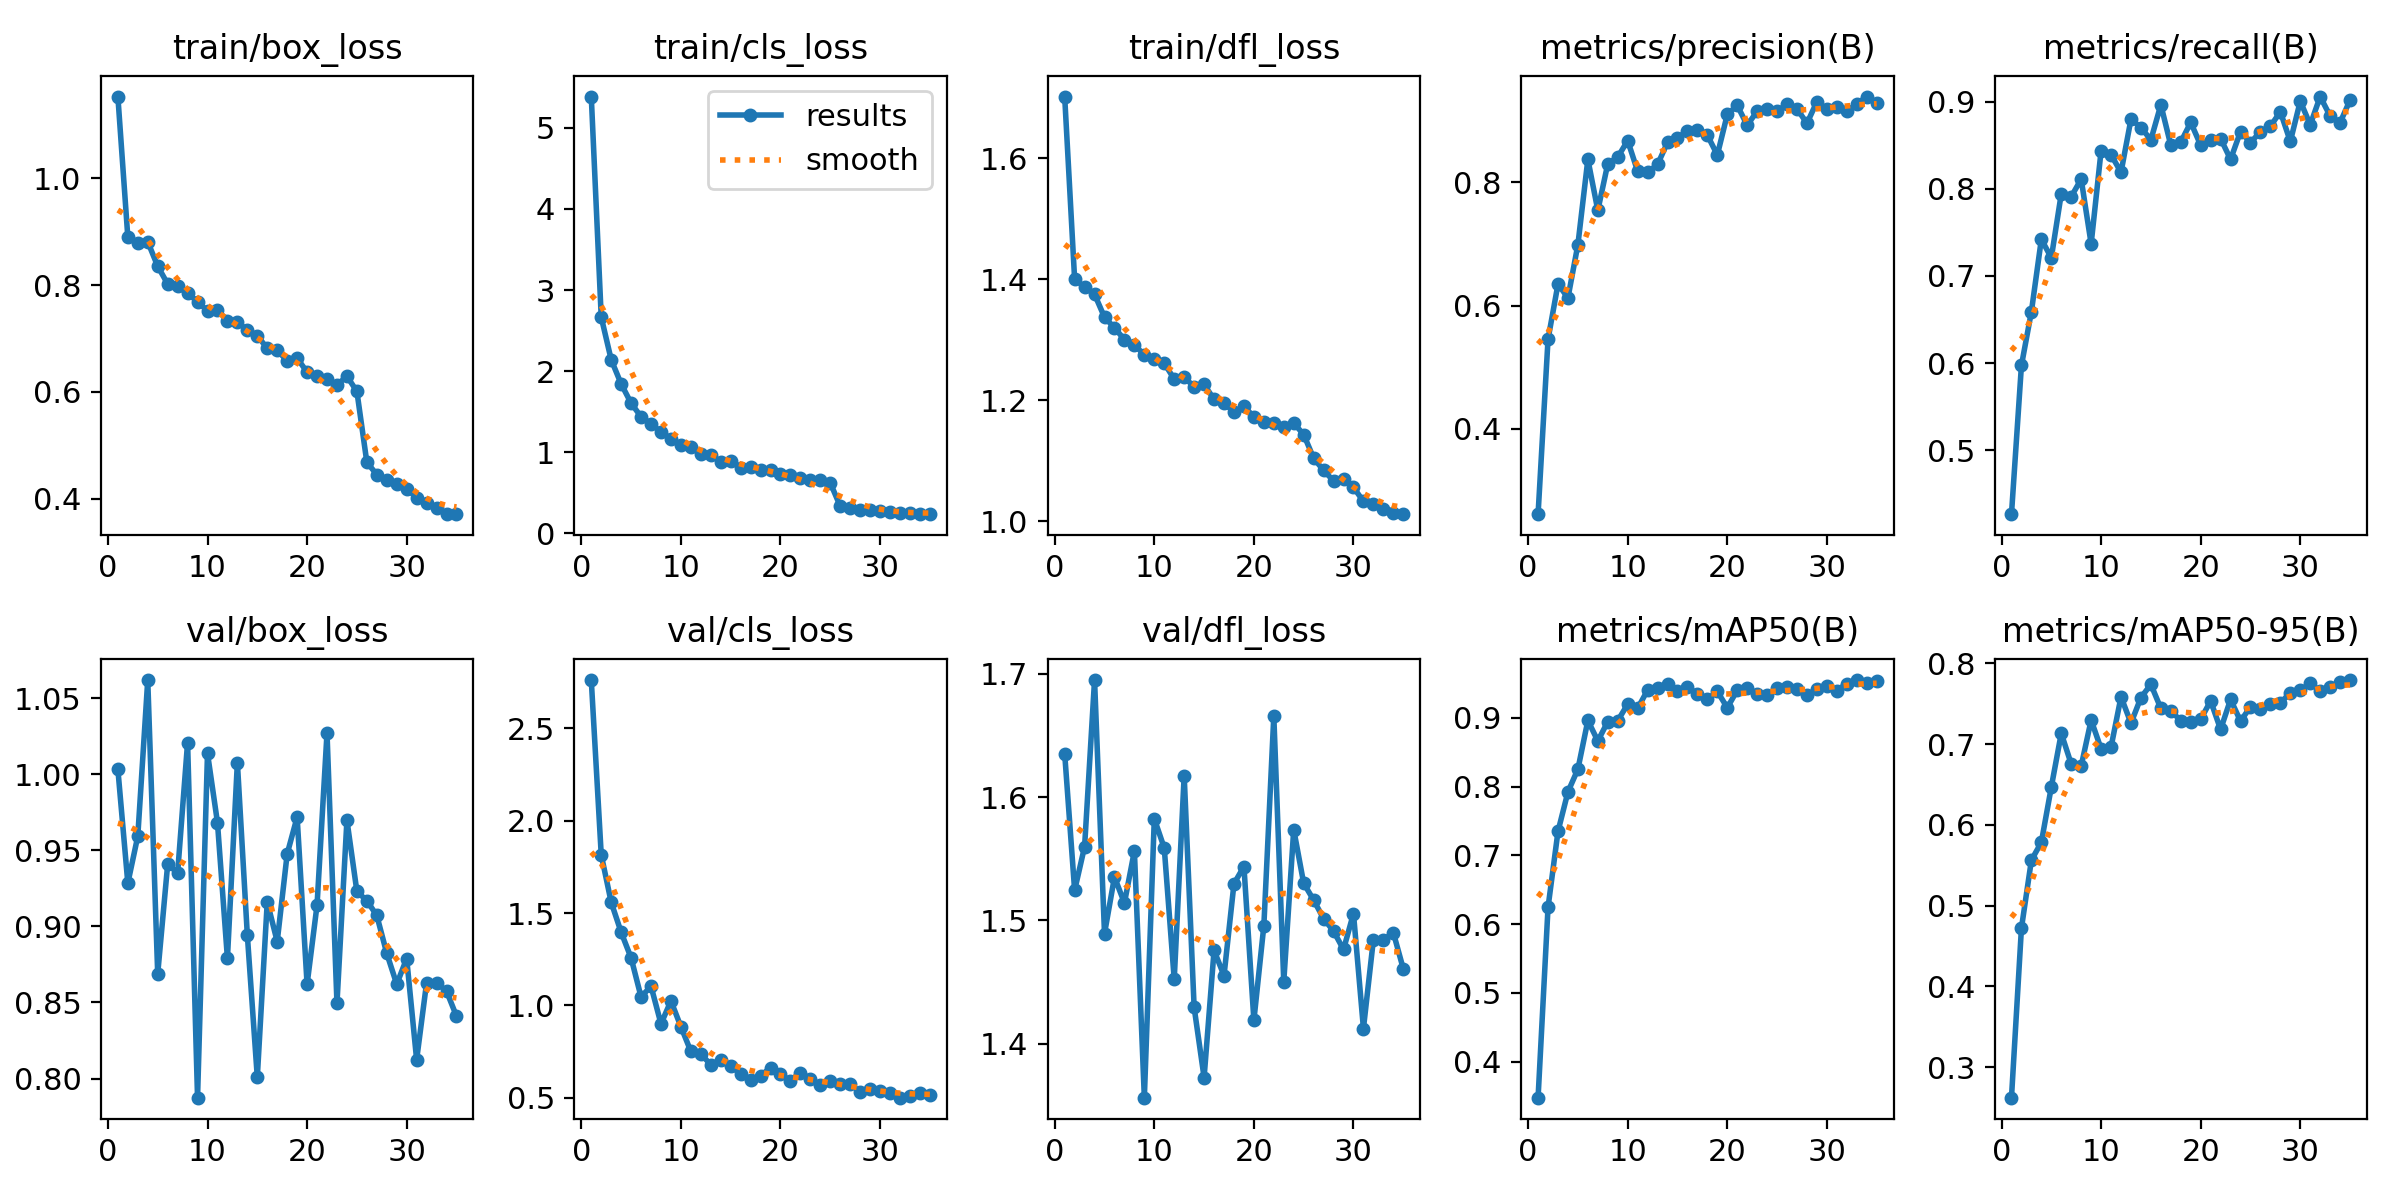 train/box_loss
1.0
0.8
0.6
0.4
0 10 20 30
train/cls_loss
results
smooth
5
4
3
2
1
0
0 10 20 30
train/dfl_loss
1.6
1.4
1.2
1.0
0 10 20 30
metrics/precision(B)
0.8
0.6
0.4
0 10 20 30
metrics/recall(B)
0.9
0.8
0.7
0.6
0.5
0 10 20 30
val/box_loss
1.05
1.00
0.95
0.90
0.85
0.80
0 10 20 30
val/cls_loss
2.5
2.0
1.5
1.0
0.5
0 10 20 30
val/dfl_loss
1.7
1.6
1.5
1.4
0 10 20 30
metrics/mAP50(B)
0.9
0.8
0.7
0.6
0.5
0.4
0 10 20 30
metrics/mAP50-95(B)
0.8
0.7
0.6
0.5
0.4
0.3
0 10 20 30